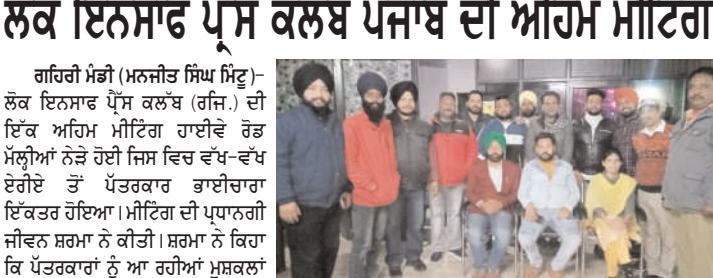 ਲੋਕ ਇਨਸਾਫ ਪ੍ਰੈੱਸ ਕਲੱਬ ਪੰਜਾਬ ਦੀ ਅਹਿਮ ਮੀਟਿੰਗ
ਗਹਿਰੀ ਮੰਡੀ (ਮਨਜੀਤ ਸਿੰਘ ਮਿੰਟੂ)–
ਲੋਕ ਇਨਸਾਫ ਪ੍ਰੈੱਸ ਕਲੱਬ (ਰਜਿ.) ਦੀ
ਇੱਕ ਅਹਿਮ ਮੀਟਿੰਗ ਹਾਈਵੇ ਰੋਡ
ਮੱਲ੍ਹੀਆਂ ਨੇੜੇ ਹੋਈ ਜਿਸ ਵਿਚ ਵੱਖ-ਵੱਖ
ਏਰੀਏ ਤੋਂ ਪੱਤਰਕਾਰ ਭਾਈਚਾਰਾ
ਇੱਕਤਰ ਹੋਇਆ।ਮੀਟਿੰਗ ਦੀ ਪ੍ਰਧਾਨਗੀ
ਜੀਵਨ ਸ਼ਰਮਾ ਨੇ ਕੀਤੀ।ਸ਼ਰਮਾ ਨੇ ਕਿਹਾ
ਕਿ ਪੱਤਰਕਾਰਾਂ ਨੂੰ ਆ ਰਹੀਆਂ ਮੁਸ਼ਕਲਾਂ